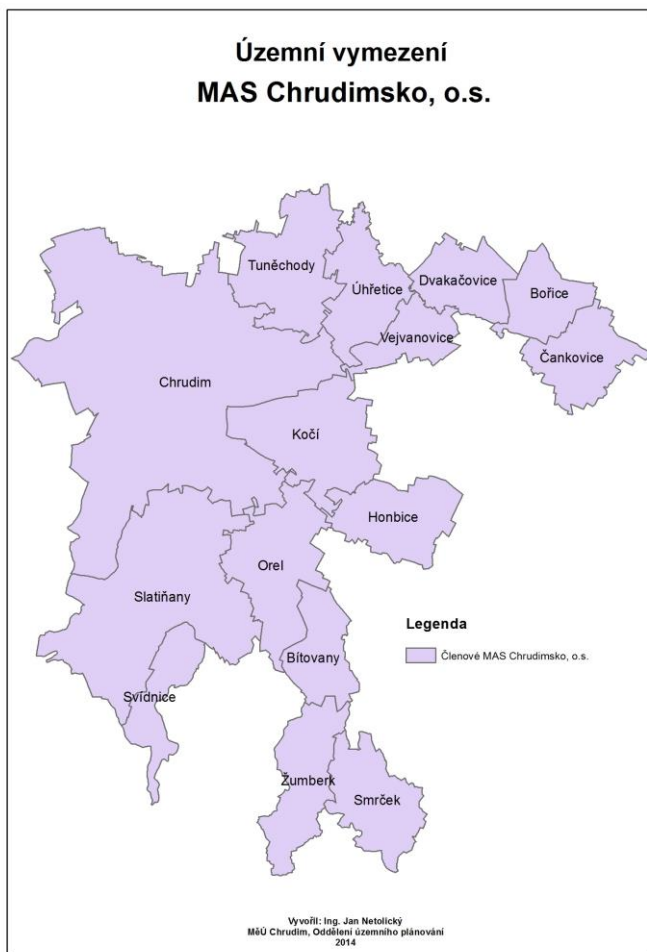 Územní vymezení
MAS Chrudimsko, o.s.
Tuněchody
Úhřetice
Dvakačovice
Bořice
Vejvanovice
Čankovice
Chrudim
Kočí
Honbice
Orel
Slatiňany
Bítovany
Svídnice
Žumberk
Smrček
Legenda
Členové MAS Chrudimsko, o.s.
Vyvořil: Ing. Jan Netolický
MěÚ Chrudim, Oddělení územního plánování
2014